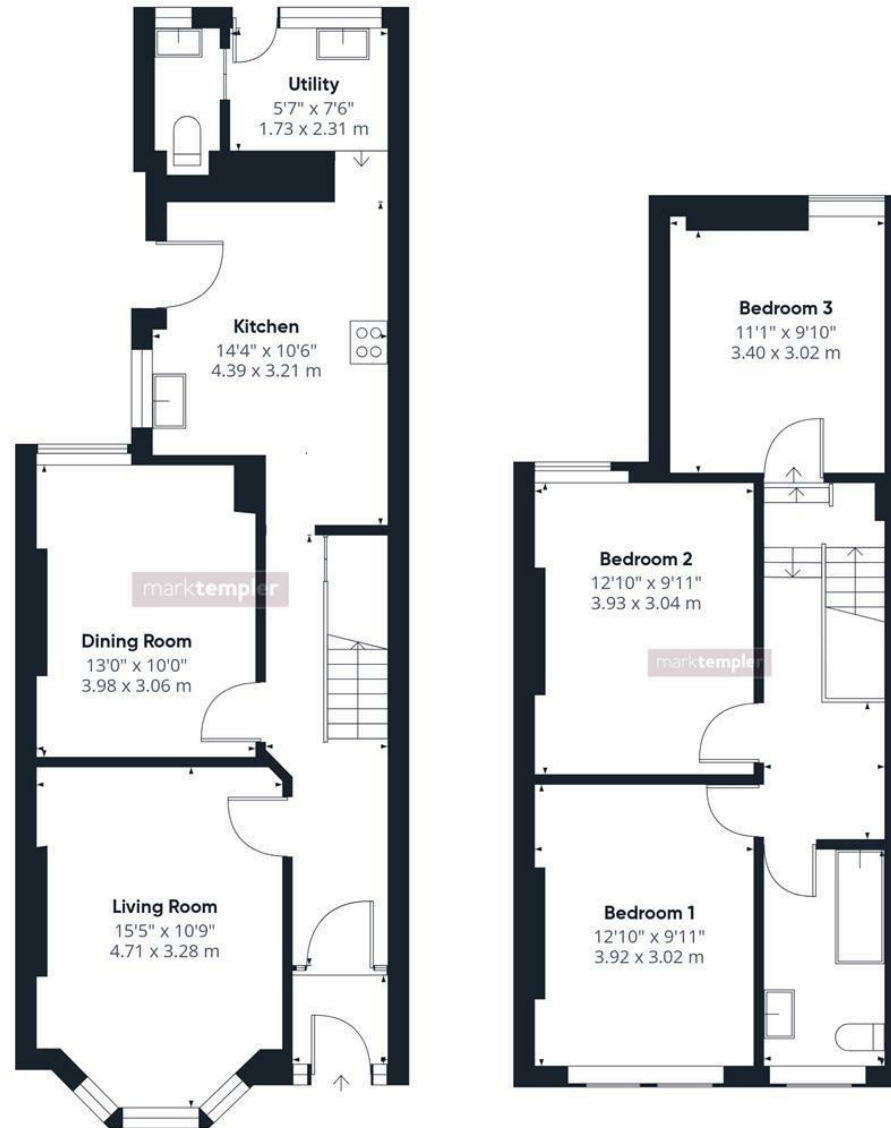 Utility
5'7" x 7'6"
1.73 x 2.31 m
Kitchen
14'4" x 10'6"
4.39 x 3.21 m
marktempler
Dining Room
13'0" x 10'0"
3.98 x 3.06 m
Living Room
15'5" x 10'9"
4.71 x 3.28 m
Bedroom 3
11'1" x 9'10"
3.40 x 3.02 m
Bedroom 2
12'10" x 9'11"
3.93 x 3.04 m
marktempler
Bedroom 1
12'10" x 9'11"
3.92 x 3.02 m